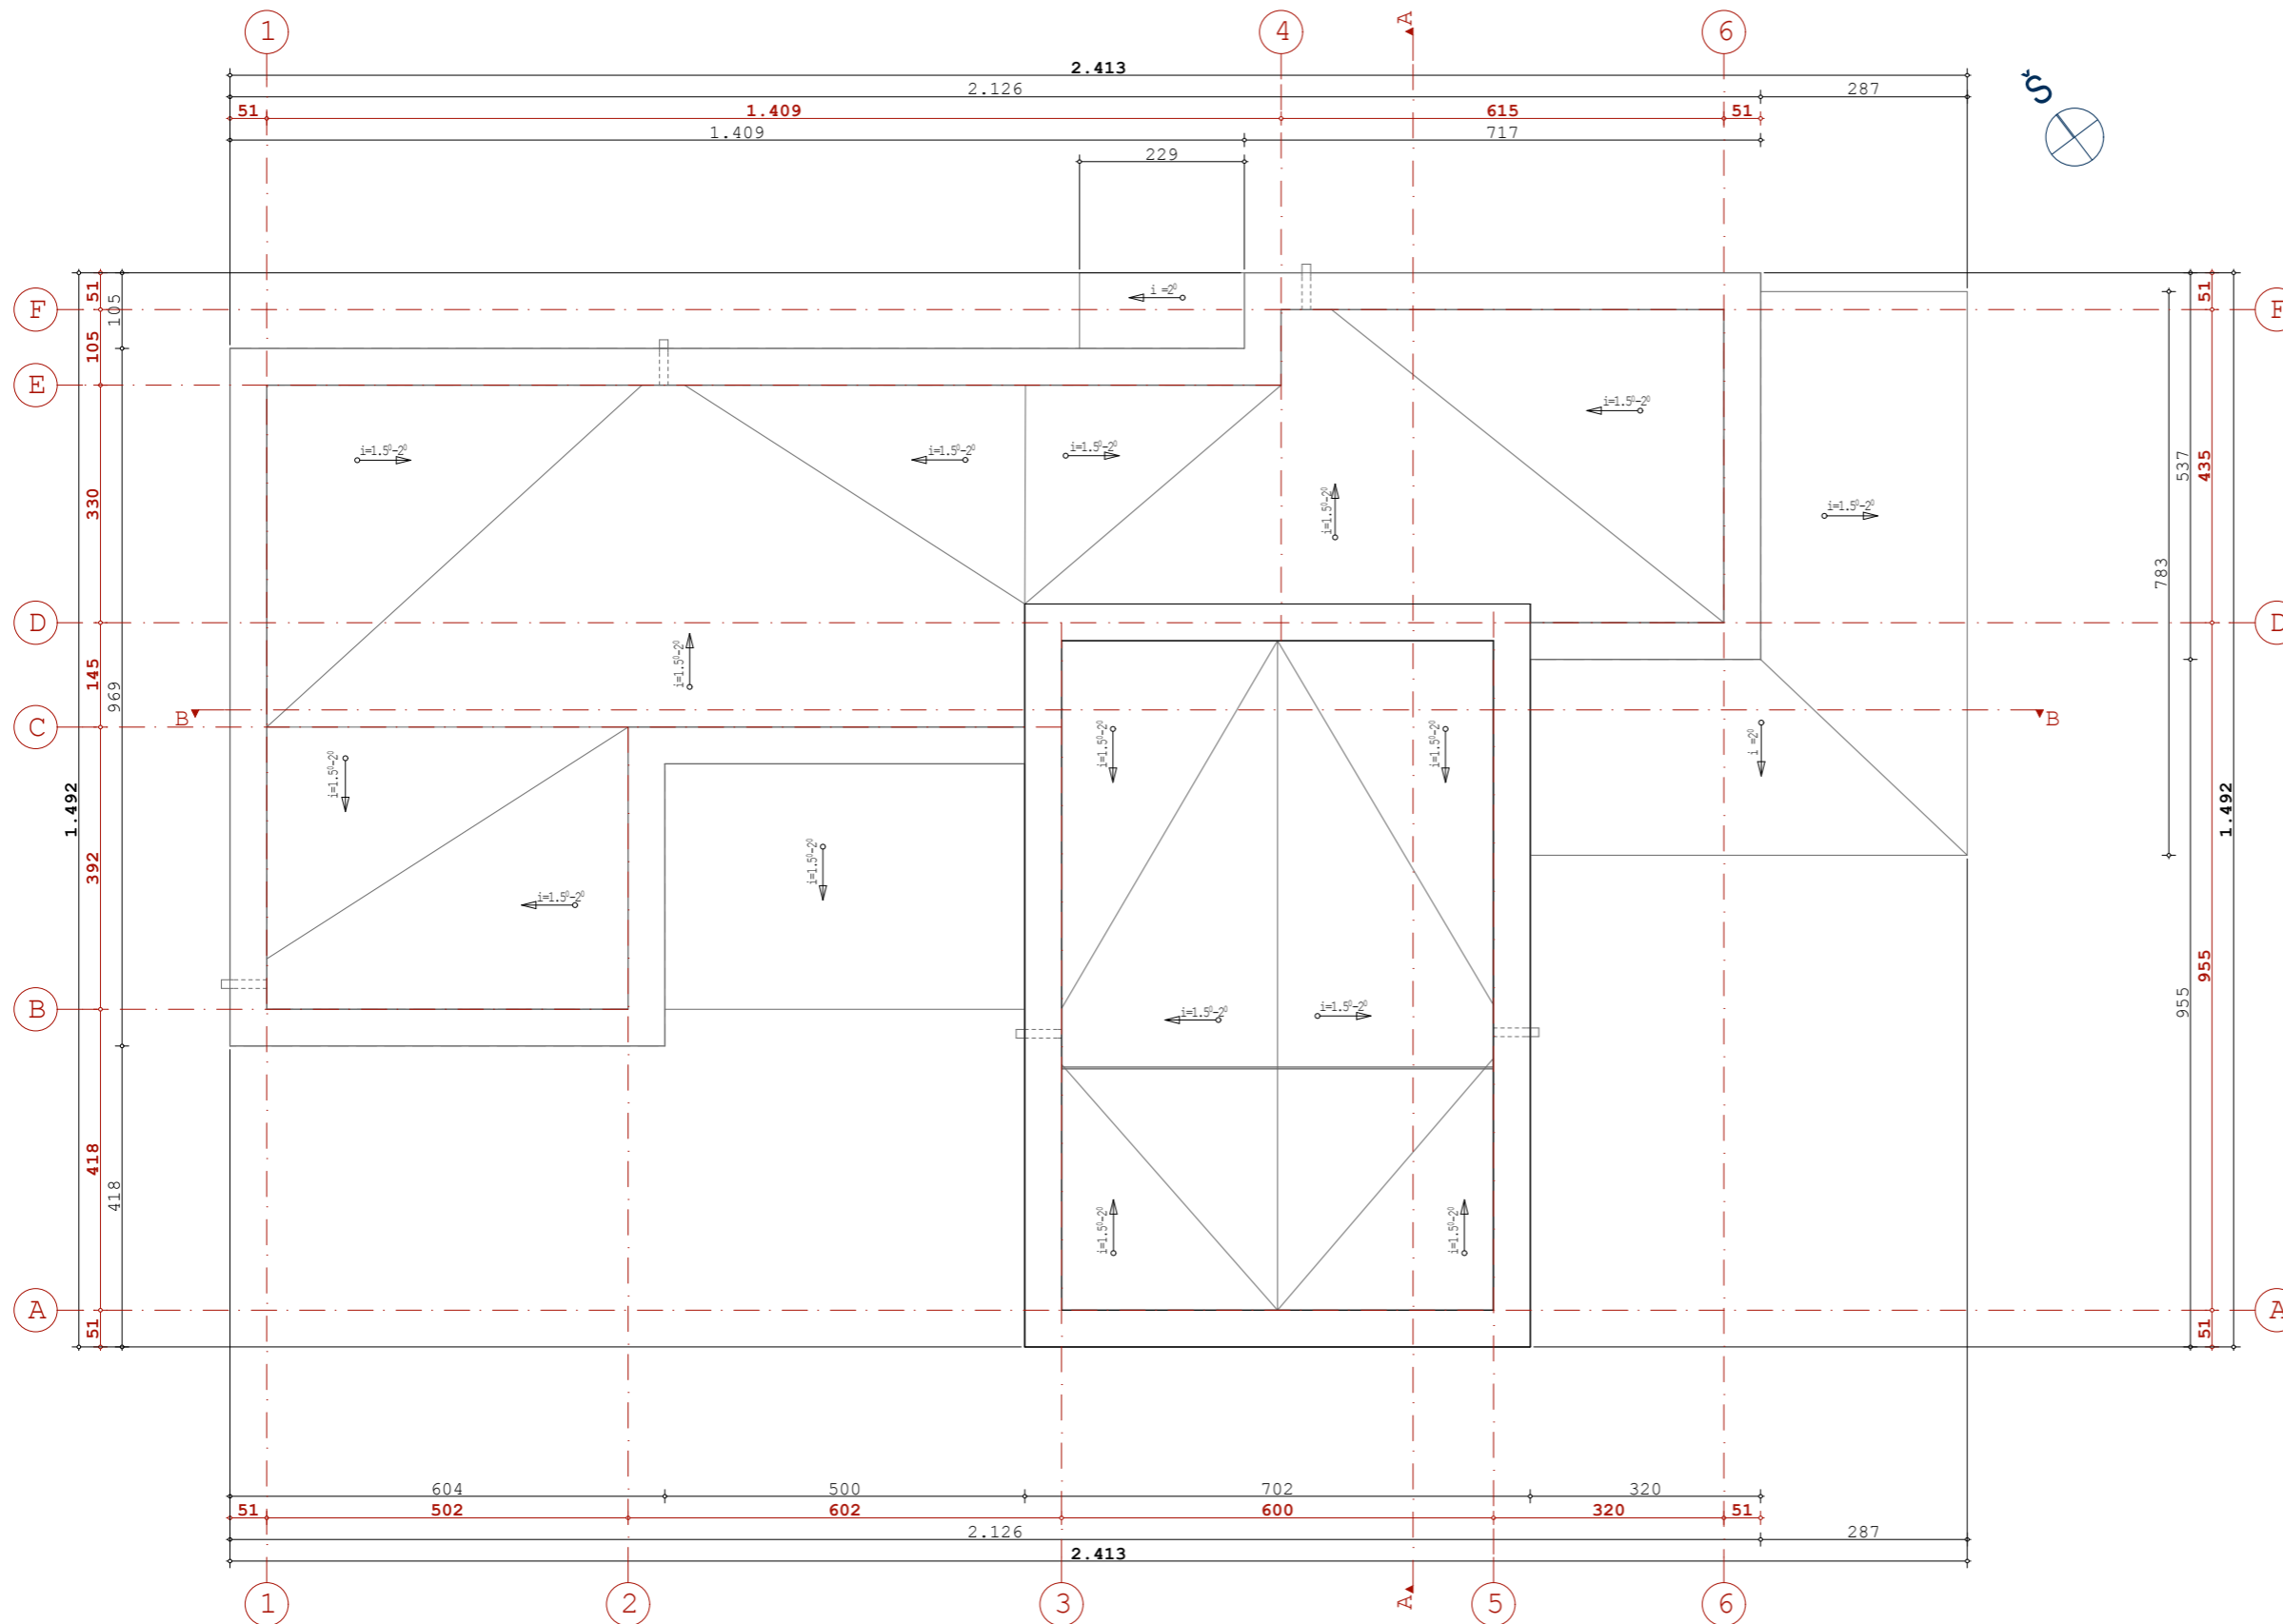 1
4
A
6
2.413
2.126
287
51
1.409
615
51
1.409
717
229
Š
F
E
D
C
B
A
51
105
330
145
392
418
51
105
969
418
1.492
i =2⁰
i=1.5⁰-2⁰
i=1.5⁰-2⁰
i=1.5⁰-2⁰
i=1.5⁰-2⁰
i=1.5⁰-2⁰
i=1.5⁰-2⁰
i=1.5⁰-2⁰
B
B
i=1.5⁰-2⁰
i=1.5⁰-2⁰
i=1.5⁰-2⁰
i =2⁰
i=1.5⁰-2⁰
i=1.5⁰-2⁰
i=1.5⁰-2⁰
i=1.5⁰-2⁰
i=1.5⁰-2⁰
i=1.5⁰-2⁰
F
D
A
51
435
955
51
537
955
783
1.492
604
500
702
320
51
502
602
600
320
51
2.126
287
2.413
1
2
3
A
5
6